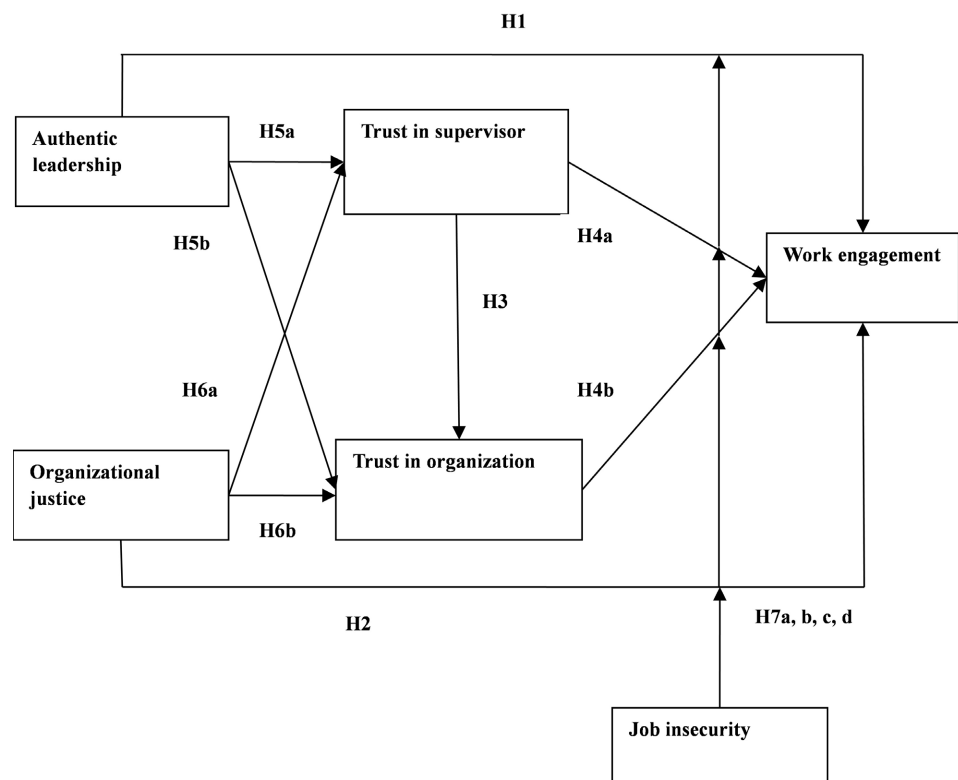 H1
Authentic
leadership
H5a
Trust in supervisor
H5b
H4a
Work engagement
H3
H6a
H4b
Organizational
justice
Trust in organization
H6b
H2
H7a, b, c, d
Job insecurity